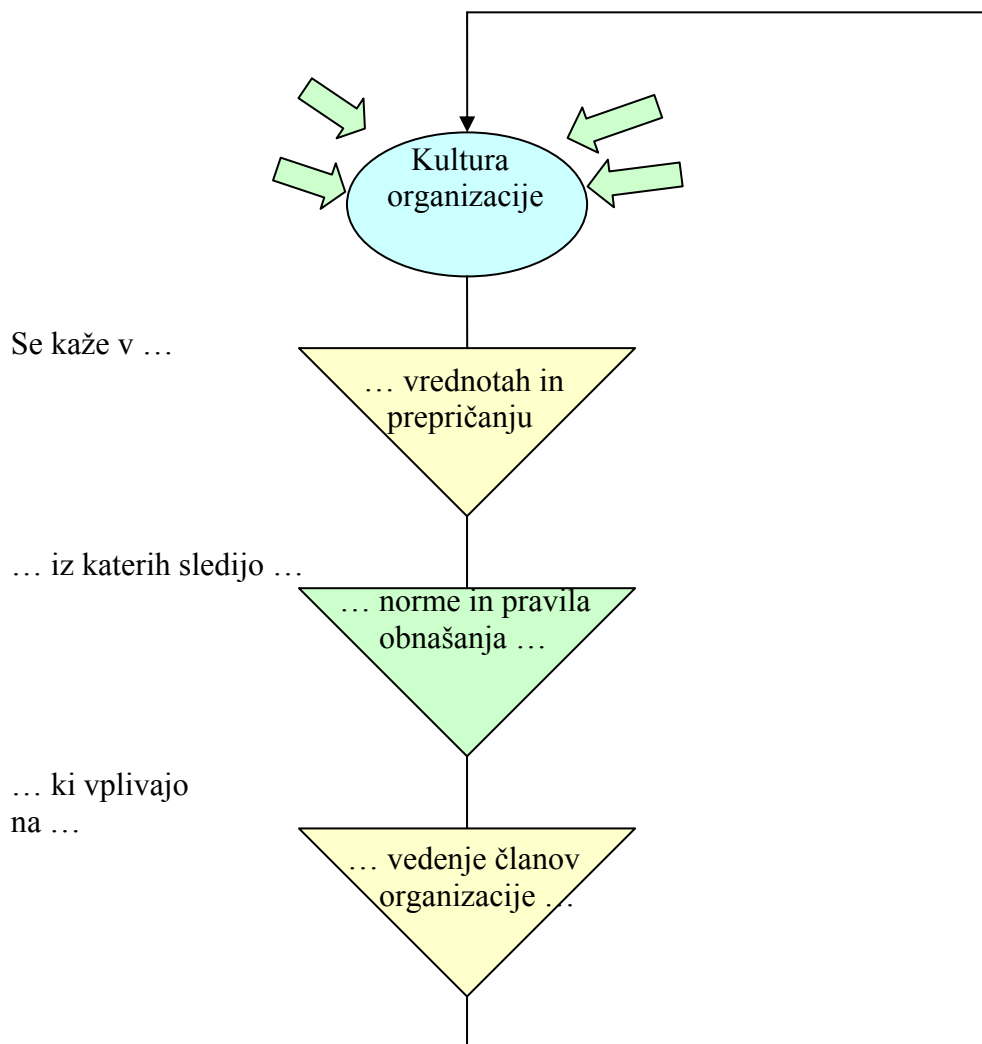 Kultura
organizacije
Se kaže v …
… vrednotah in
prepričanju
… iz katerih sledijo …
… norme in pravila
obnašanja …
… ki vplivajo
na …
… vedenje članov
organizacije …